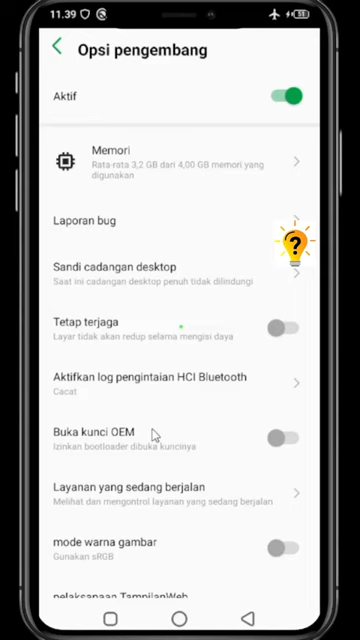 11.39
58
Opsi pengembang
Aktif
Memori
Rata-rata 3,2 GB dari 4,00 GB memori yang
digunakan
Laporan bug
?
Sandi cadangan desktop
Saat ini cadangan desktop penuh tidak dilindungi
Tetap terjaga
Layar tidak akan redup selama mengisi daya
Aktifkan log pengintaian HCI Bluetooth
Cacat
Buka kunci OEM
Izinkan bootloader dibuka kuncinya
Layanan yang sedang berjalan
Melihat dan mengontrol layanan yang sedang berjalan
mode warna gambar
Gunakan sRGB
pelaksanaan TampilanWeb